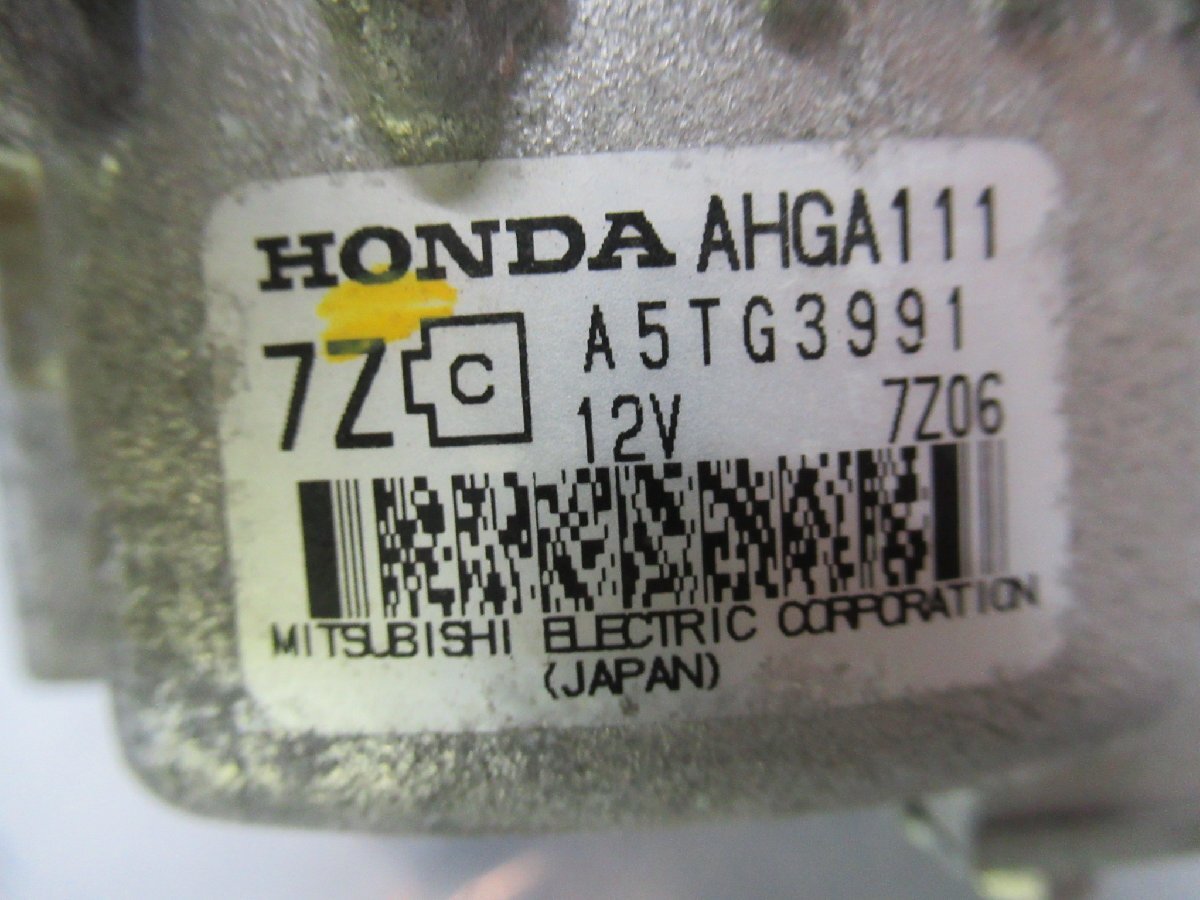 HONDA AHGA111
A5TG3991
7Z C
12V 7Z06
MITSUBISHI ELECTRIC CORPORATION
(JAPAN)